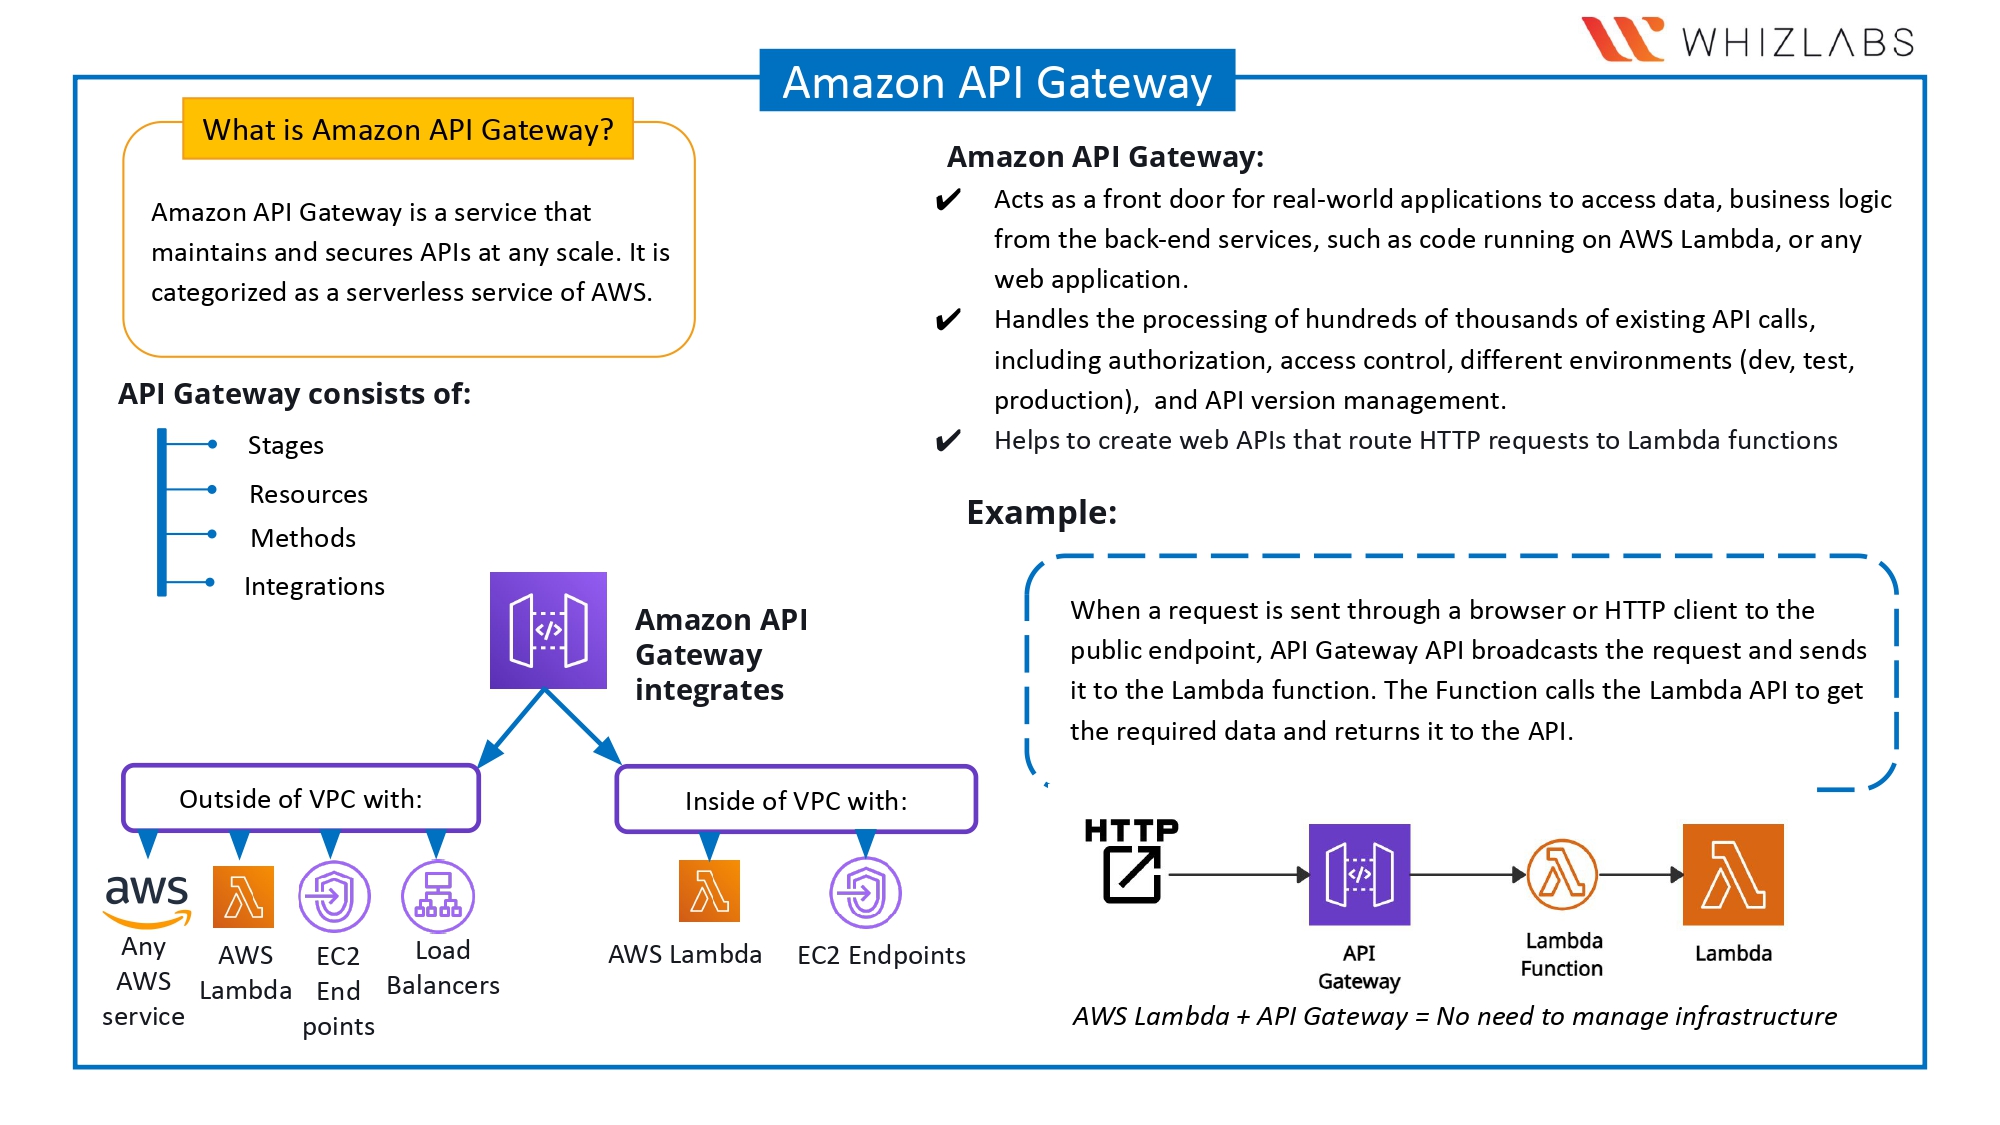 WHIZLABS
Amazon API Gateway
What is Amazon API Gateway?
Amazon API Gateway is a service that
maintains and secures APIs at any scale. It is
categorized as a serverless service of AWS.
API Gateway consists of:
Stages
Resources
Methods
Integrations
Amazon API
Gateway
integrates
Outside of VPC with:
aws
Any
AWS
service
AWS
Lambda
EC2
End
points
Load
Balancers
Inside of VPC with:
AWS Lambda
EC2 Endpoints
Amazon API Gateway:
✔ Acts as a front door for real-world applications to access data, business logic
from the back-end services, such as code running on AWS Lambda, or any
web application.
✔ Handles the processing of hundreds of thousands of existing API calls,
including authorization, access control, different environments (dev, test,
production),  and API version management.
✔ Helps to create web APIs that route HTTP requests to Lambda functions
Example:
When a request is sent through a browser or HTTP client to the
public endpoint, API Gateway API broadcasts the request and sends
it to the Lambda function. The Function calls the Lambda API to get
the required data and returns it to the API.
HTTP
</>
API
Gateway
Lambda
Function
Lambda
AWS Lambda + API Gateway = No need to manage infrastructure